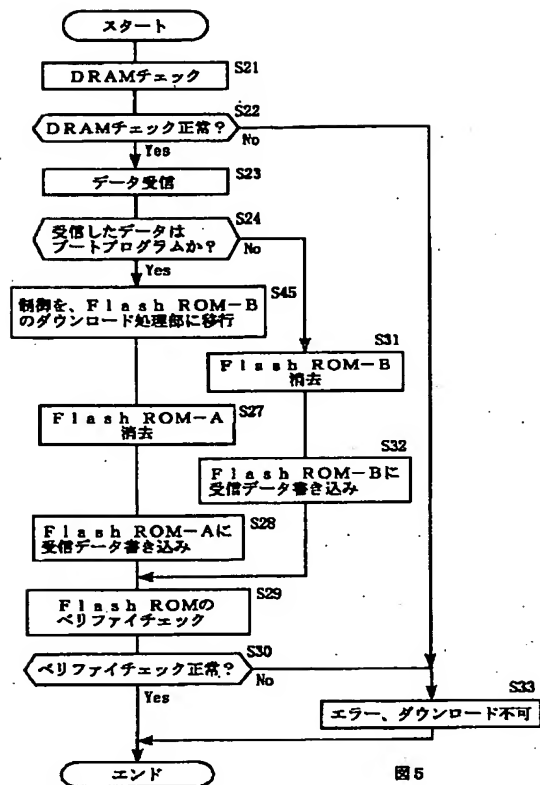 スタート
DRAMチェック
S21
DRAMチェック正常?
S22
Yes
No
データ受信
S23
受信したデータは
ブートプログラムか?
S24
Yes
No
制御を、Flash ROM-B
のダウンロード処理部に移行
S45
Flash ROM-B
消去
S31
Flash ROM-A
消去
S27
Flash ROM-Bに
受信データ書き込み
S32
Flash ROM-Aに
受信データ書き込み
S28
Flash ROMの
ベリファイチェック
S29
ベリファイチェック正常?
S30
Yes
No
エラー、ダウンロード不可
S33
エンド
図5